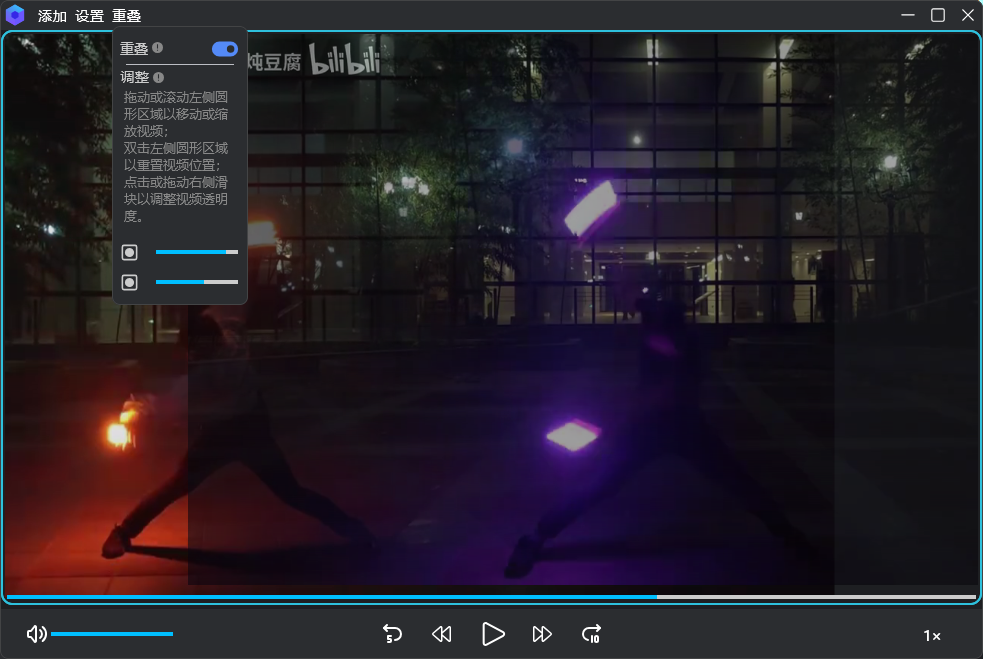 添加 设置 重叠
重叠
炖豆腐 bilibili
调整
拖动或滚动左侧圆
形区域以移动或缩
放视频；
双击左侧圆形区域
以重置视频位置；
点击或拖动右侧滑
块以调整视频透明
度。
5
10
1×